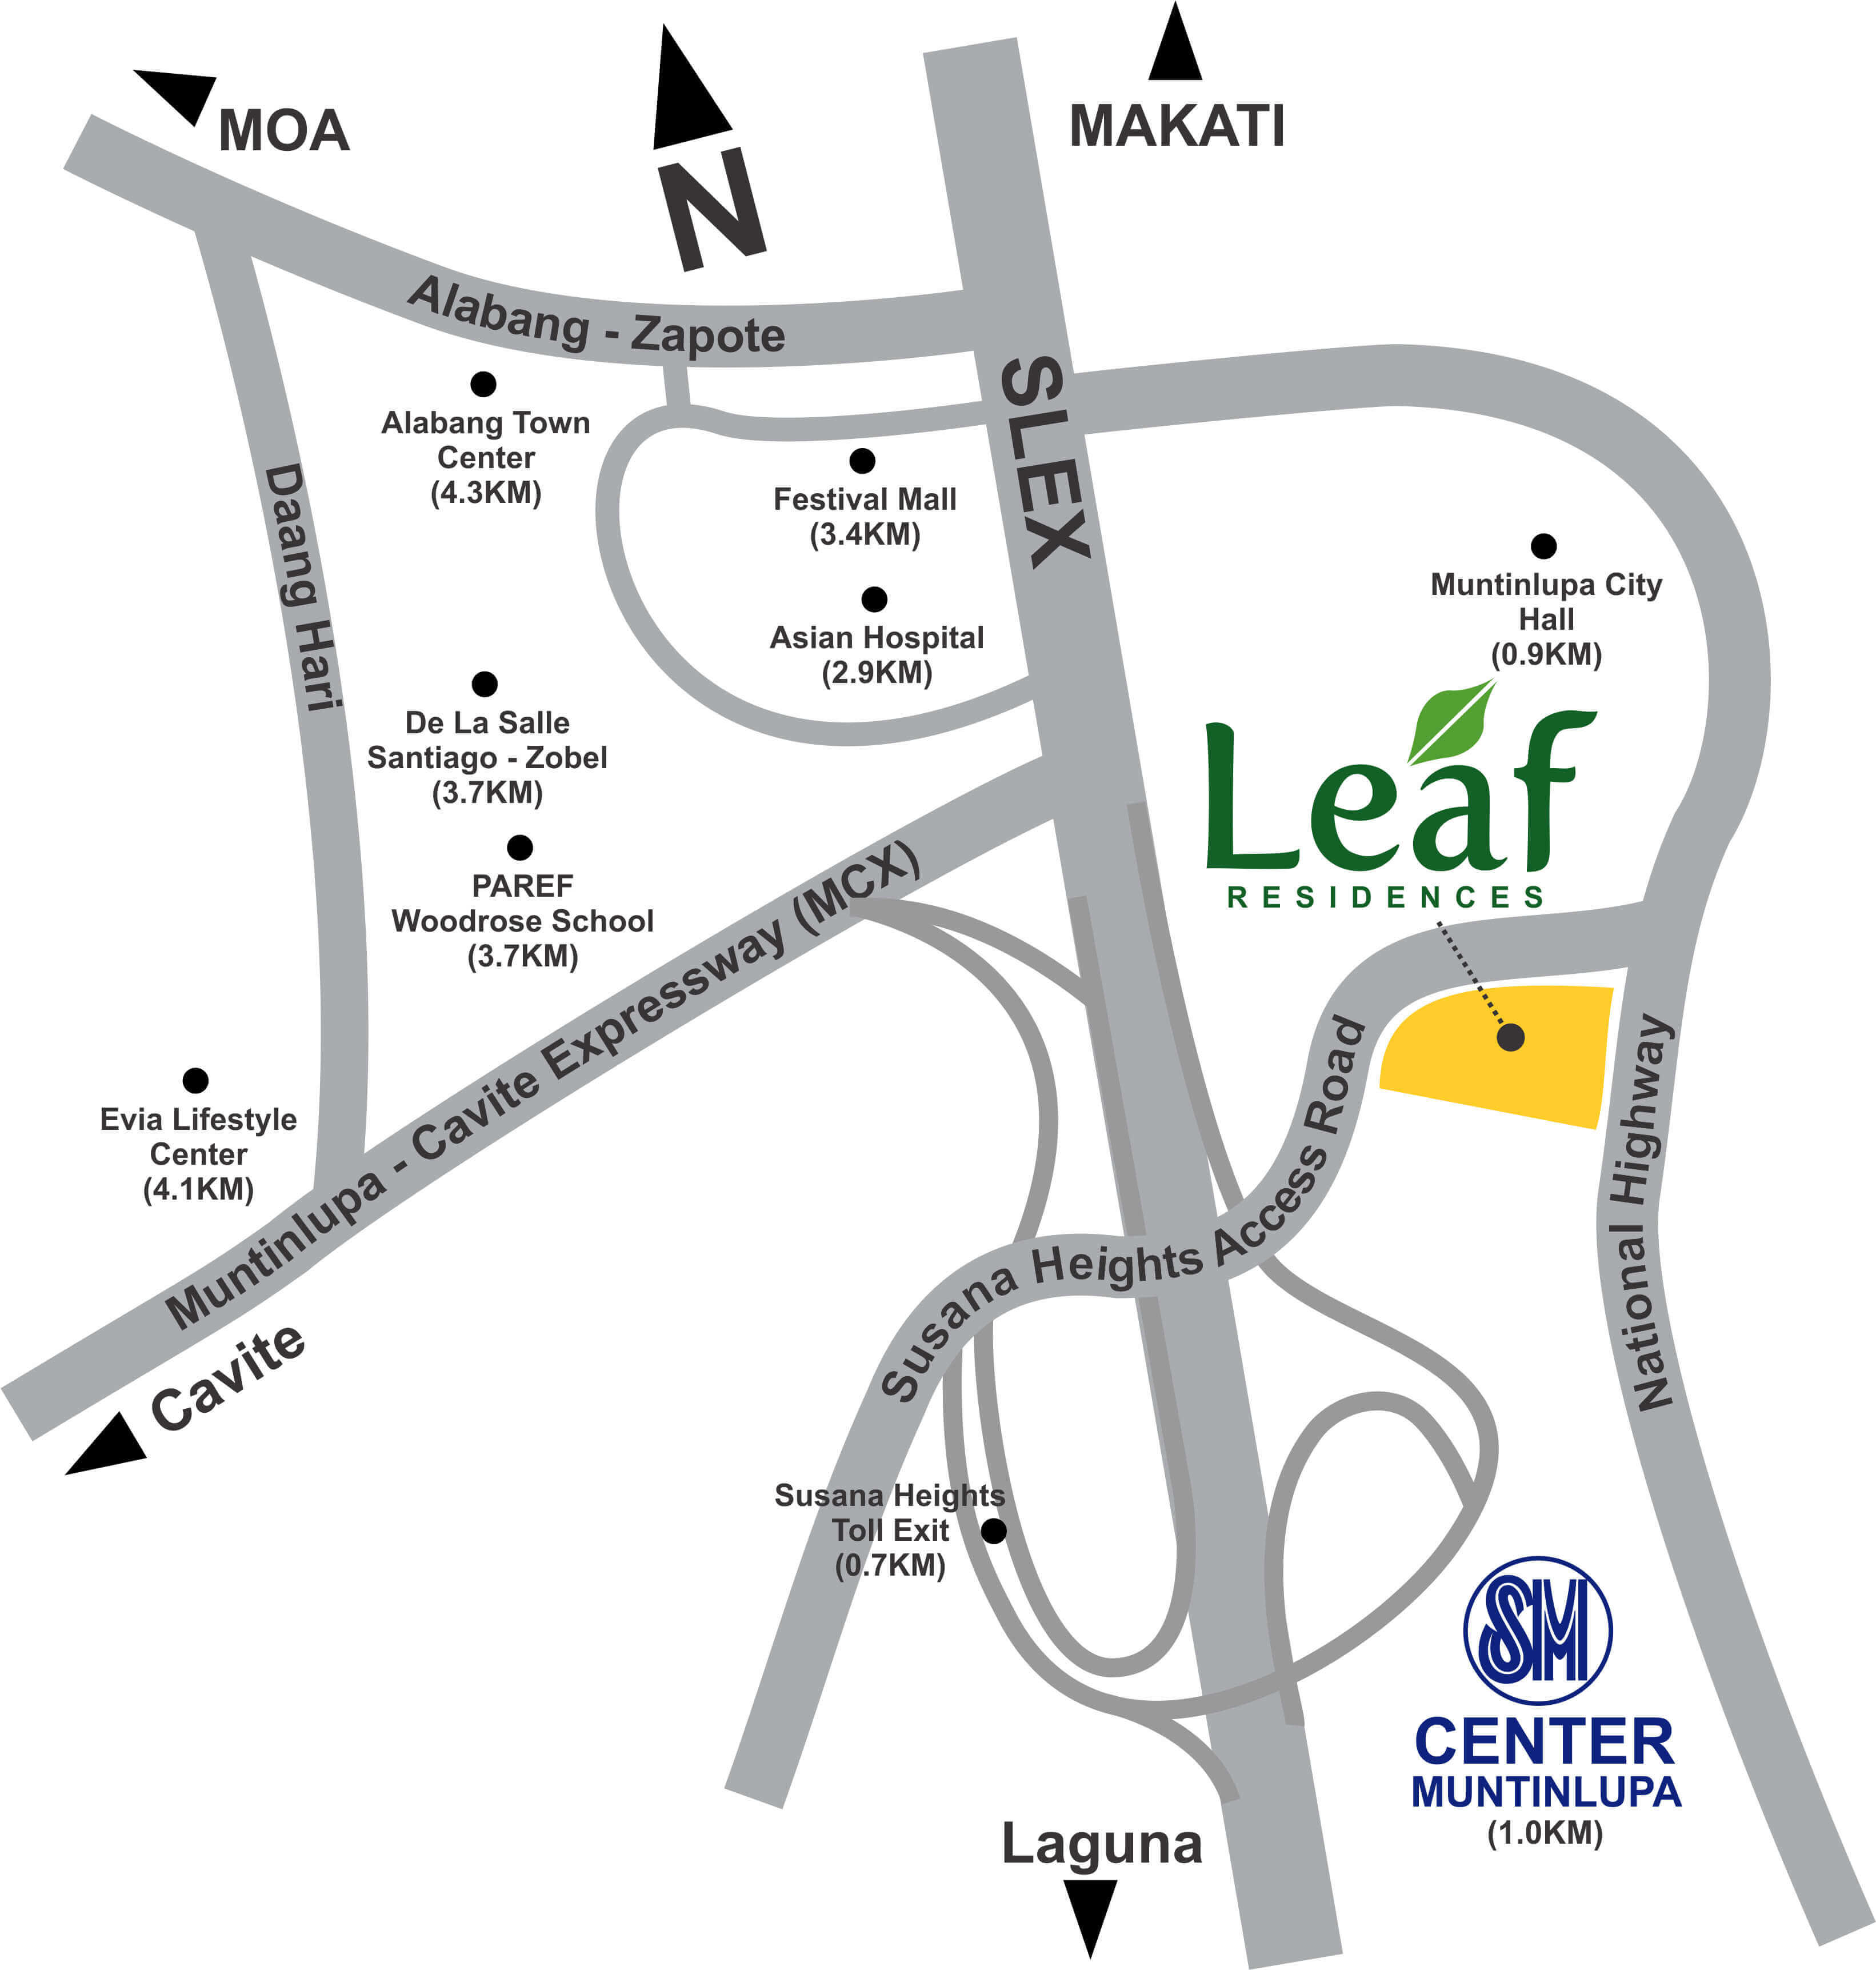 MOA
MAKATI
N
Alabang - Zapote
SLEX
Alabang Town
Center
(4.3KM)
Festival Mall
(3.4KM)
Daang Hari
Muntinlupa City
Hall
(0.9KM)
Asian Hospital
(2.9KM)
De La Salle
Santiago - Zobel
(3.7KM)
Leaf
RESIDENCES
PAREF
Woodrose School
(3.7KM)
Muntinlupa - Cavite Expressway (MCX)
Evia Lifestyle
Center
(4.1KM)
Susana Heights Access Road
National Highway
Cavite
Susana Heights
Toll Exit
(0.7KM)
SM
CENTER
MUNTINLUPA
(1.0KM)
Laguna